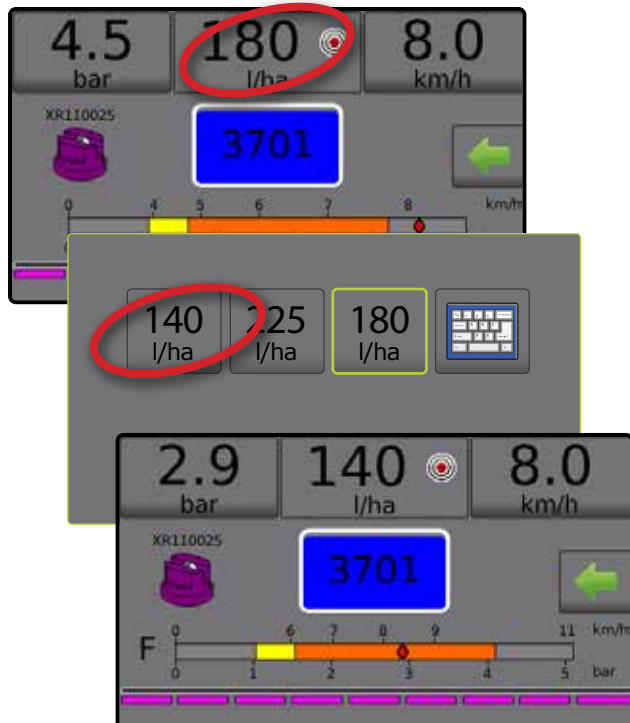 4.5 180 8.0
bar l/ha km/h
XR110025
3701
0 4 5 6 7 8 km/h
140 225 180
l/ha l/ha l/ha
2.9 140 8.0
bar l/ha km/h
XR110025
3701
0 6 7 8 9 11 km/h
F
0 1 2 3 4 5 bar